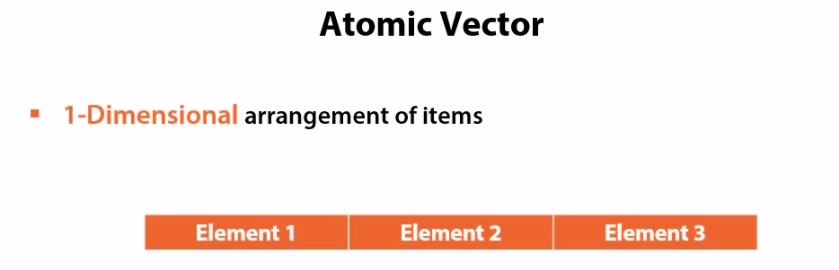 Atomic Vector
▪ 1-Dimensional arrangement of items
Element 1 Element 2 Element 3